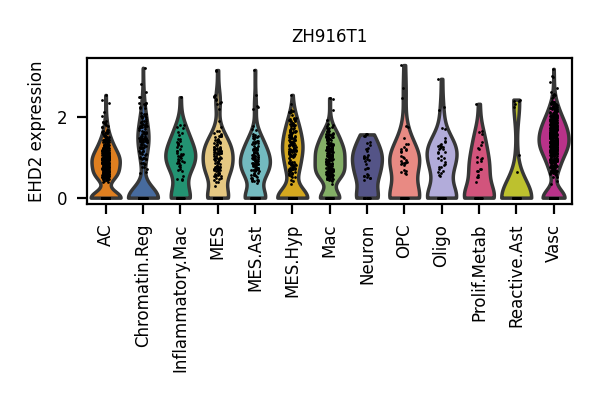 ZH916T1
EHD2 expression
2
0
AC
Chromatin.Reg
Inflammatory.Mac
MES
MES.Ast
MES.Hyp
Mac
Neuron
OPC
Oligo
Prolif.Metab
Reactive.Ast
Vasc